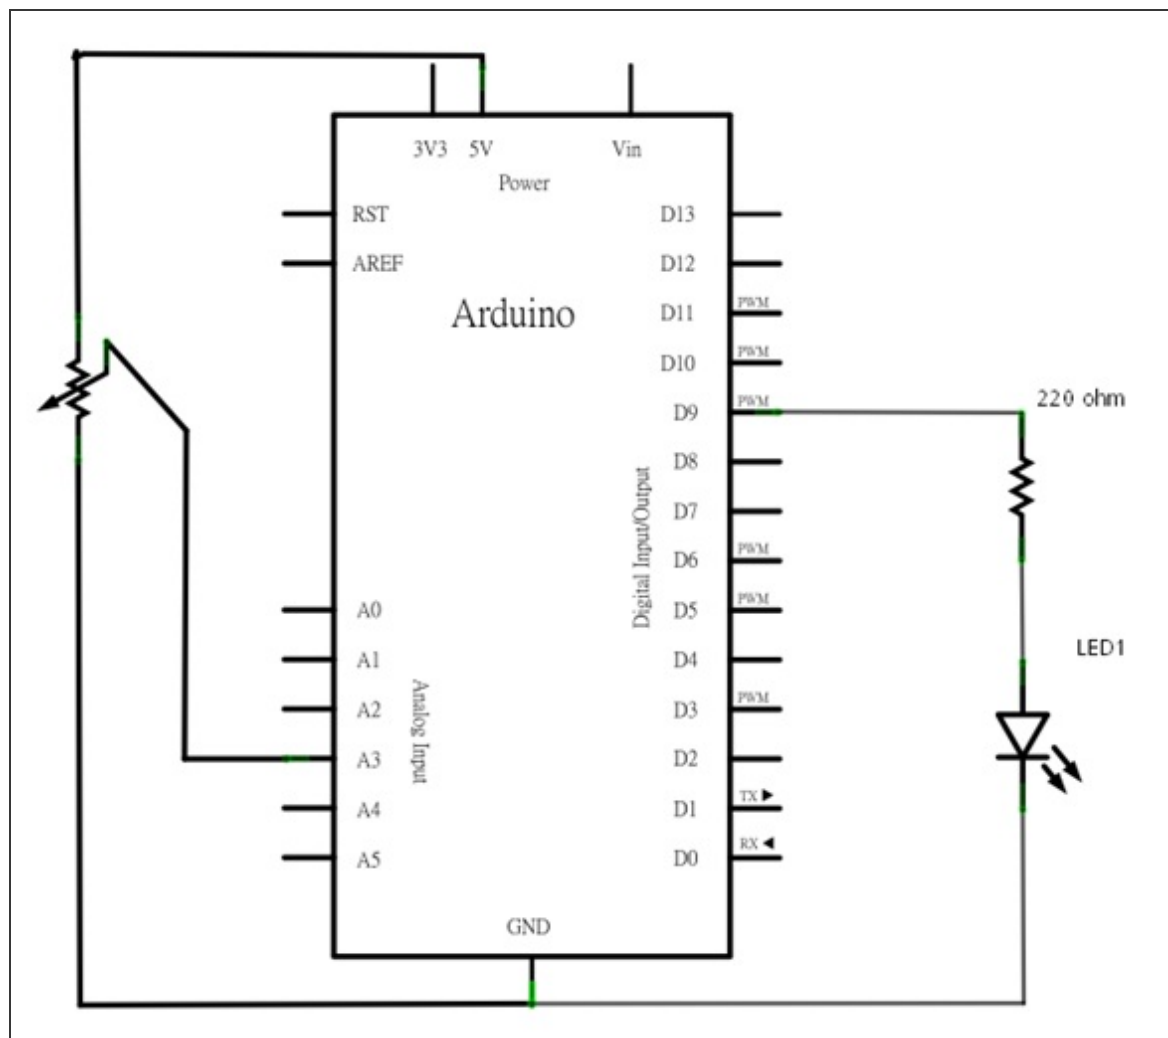 3V3 5V Vin
Power
RST D13
AREF D12
Arduino
D11 PWM
D10 PWM
D9 PWM
220 ohm
D8
D7
D6 PWM
Digital Input/Output
A0 D5 PWM
A1 D4
LED1
A2 D3 PWM
Analog Input
A3 D2
A4 D1 TX
A5 D0 RX
GND